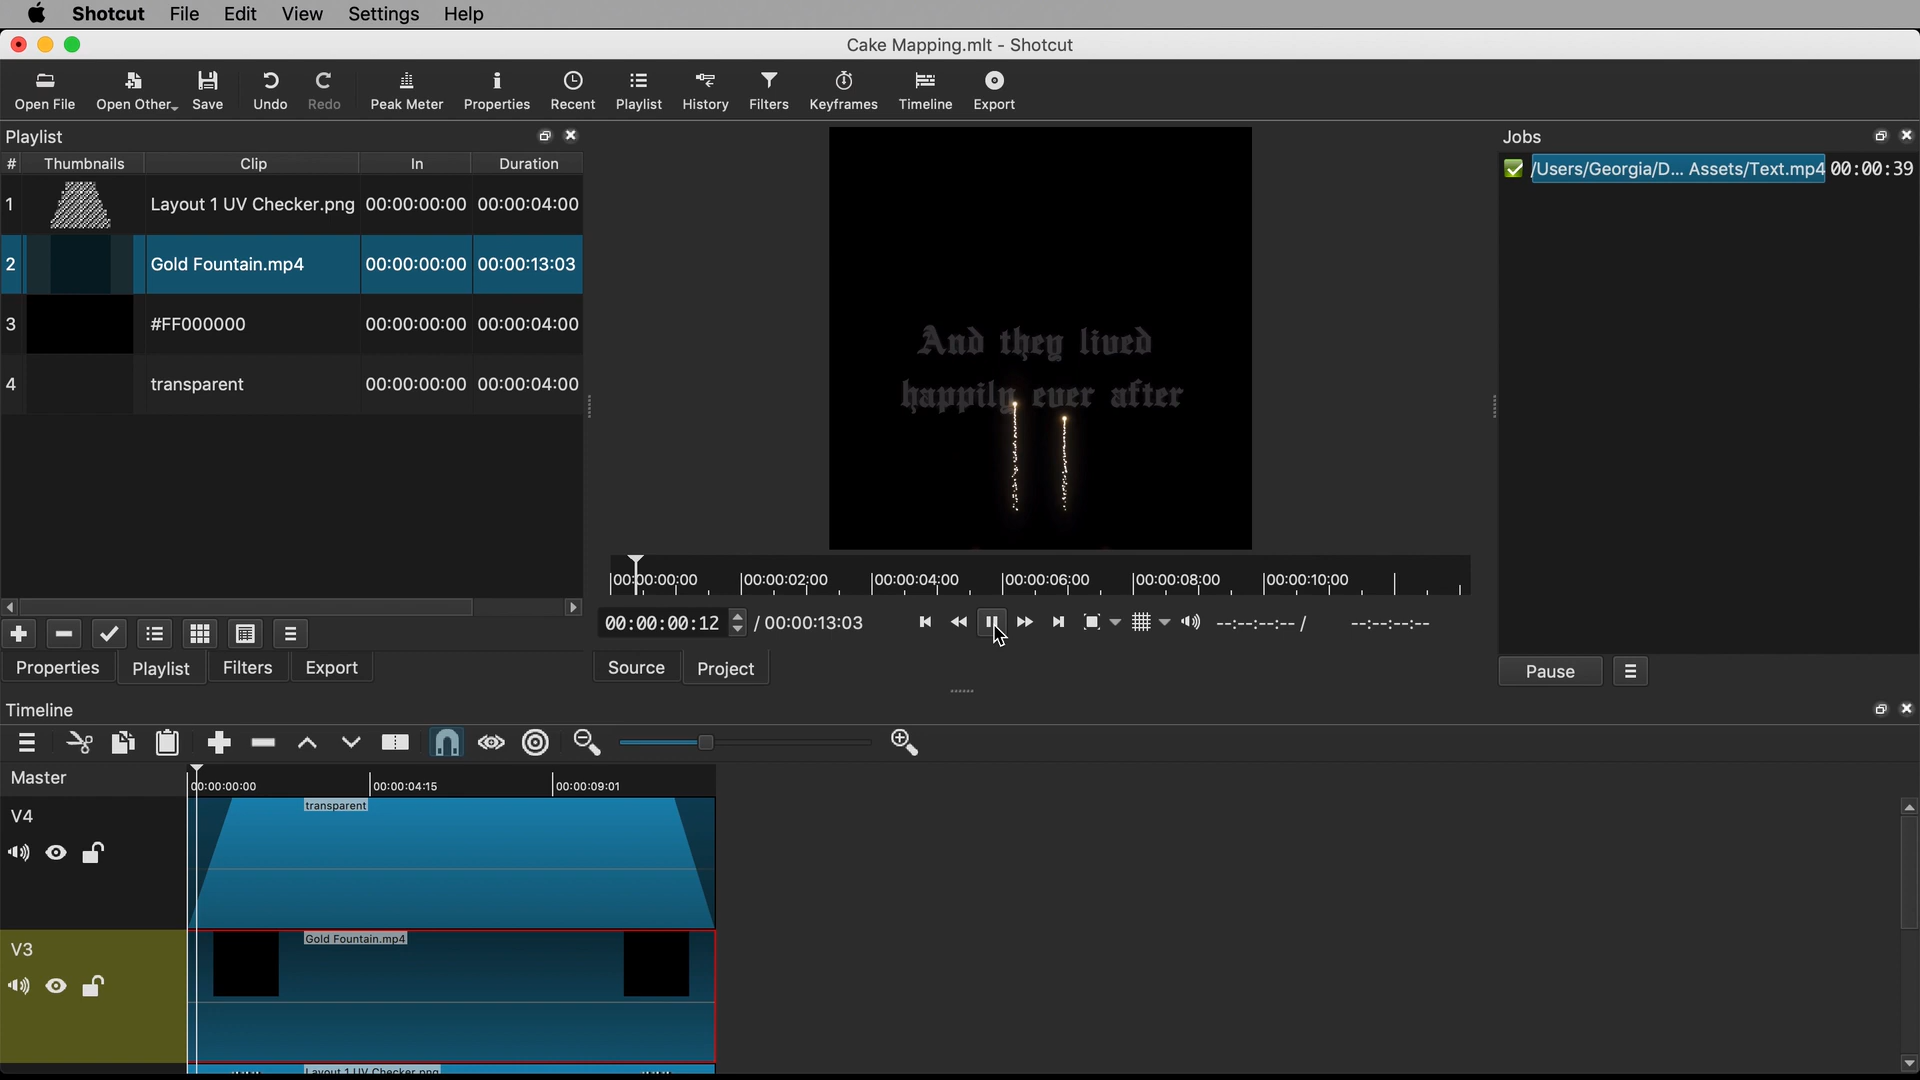 Shotcut File Edit View Settings Help
Cake Mapping.mlt - Shotcut
Open File Open Other... Save Undo Redo Peak Meter Properties Recent Playlist History Filters Keyframes Timeline Export
Playlist
# Thumbnails Clip In Duration
1 Layout 1 UV Checker.png 00:00:00:00 00:00:04:00
2 Gold Fountain.mp4 00:00:00:00 00:00:13:03
3 #FF000000 00:00:00:00 00:00:04:00
4 transparent 00:00:00:00 00:00:04:00
Properties Playlist Filters Export
And they lived
happily ever after
00:00:00:00 00:00:02:00 00:00:04:00 00:00:06:00 00:00:08:00 00:00:10:00
00:00:00:12 / 00:00:13:03 --:--:--:-- / --:--:--:--
Source Project
Jobs
/Users/Georgia/D... Assets/Text.mp4 00:00:39
Pause
Timeline
Master
00:00:00:00 00:00:04:15 00:00:09:01
V4
transparent
V3
Gold Fountain.mp4
Layout 1 UV Checker.png